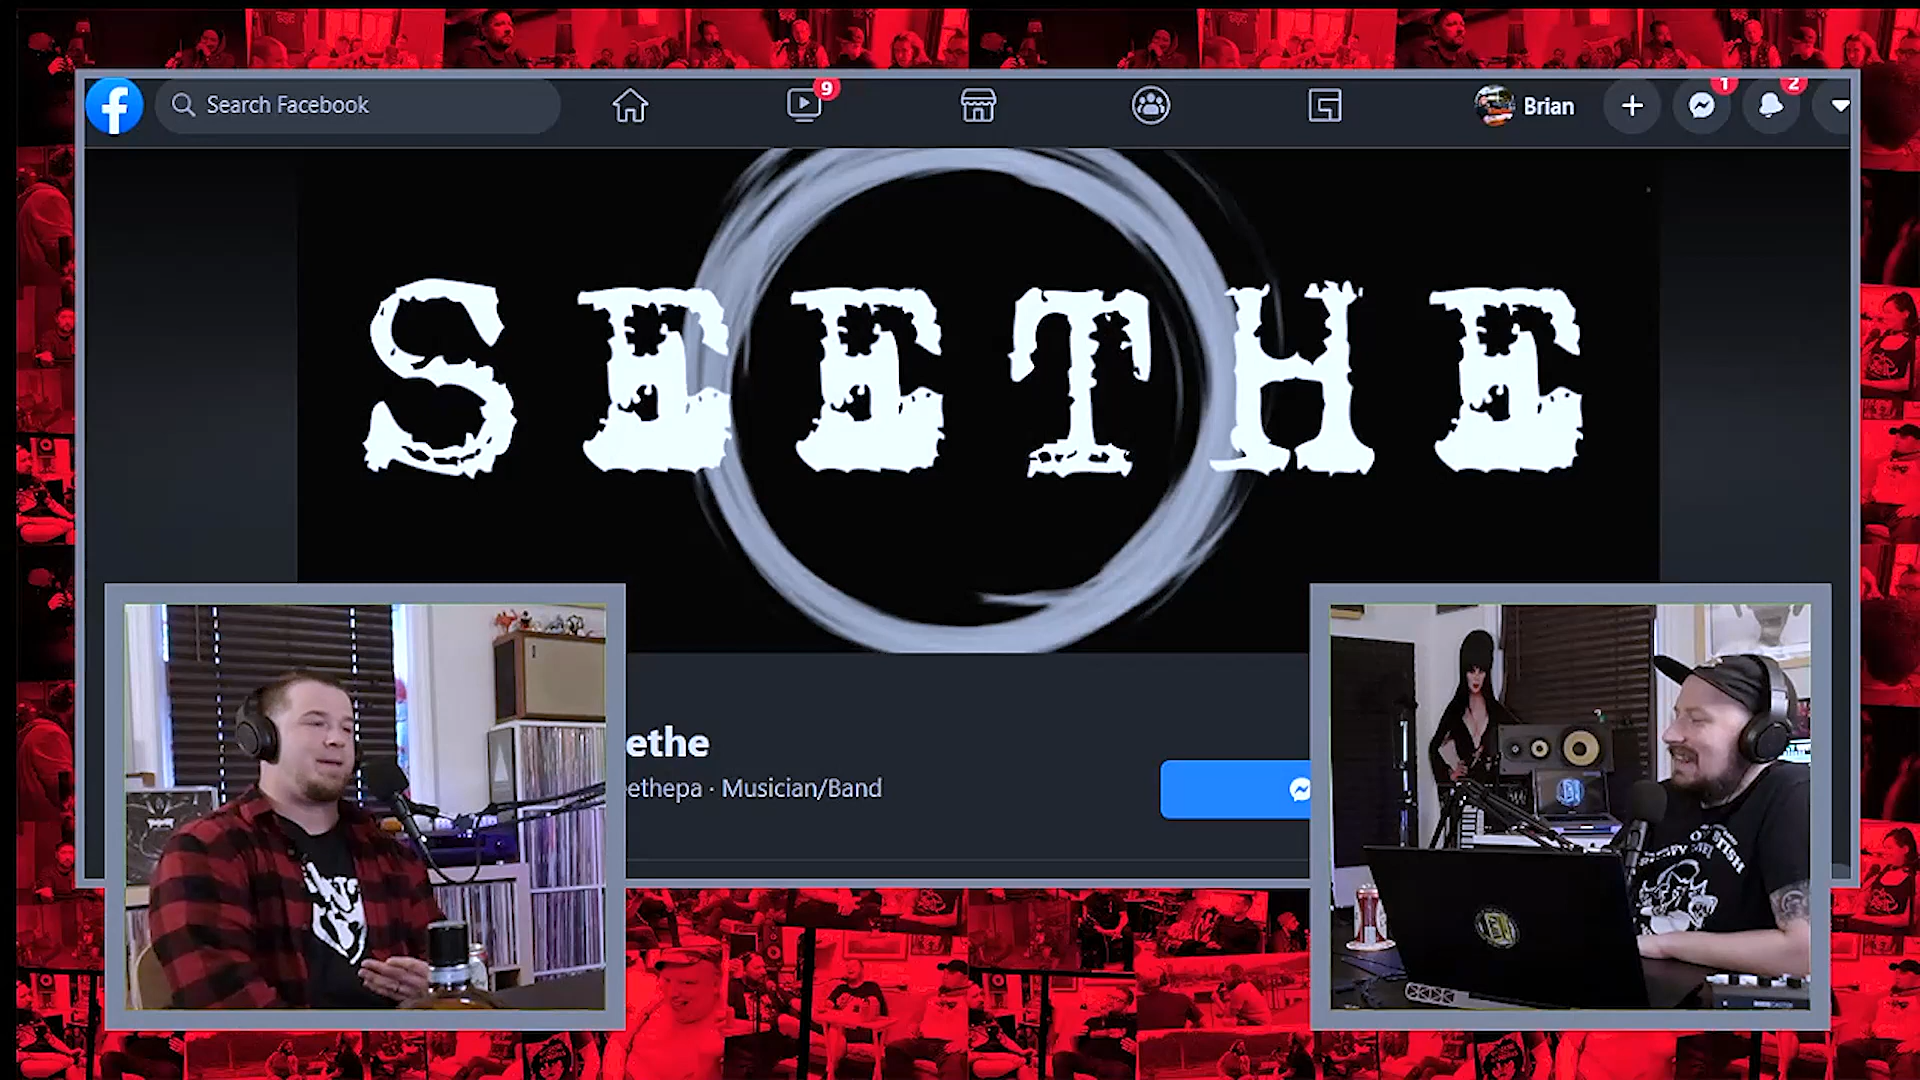 Search Facebook
9
Brian
1
2
SEETHE
ethe
ethepa · Musician/Band